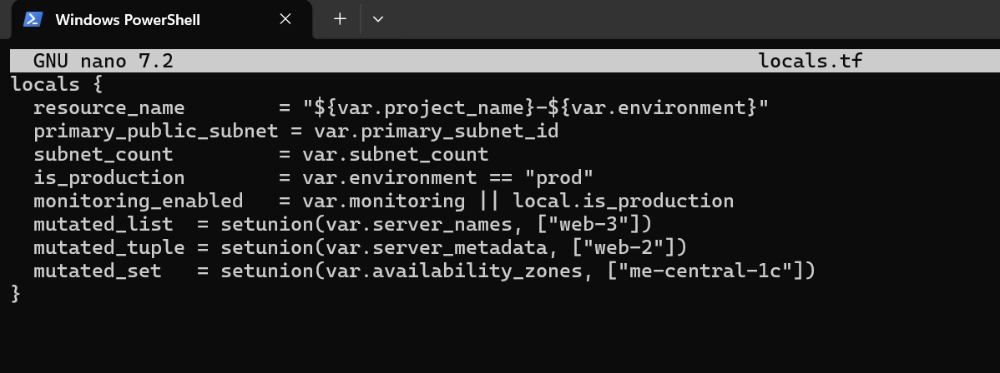 Windows PowerShell
GNU nano 7.2 locals.tf
locals {
  resource_name        = "${var.project_name}-${var.environment}"
  primary_public_subnet = var.primary_subnet_id
  subnet_count         = var.subnet_count
  is_production        = var.environment == "prod"
  monitoring_enabled   = var.monitoring || local.is_production
  mutated_list  = setunion(var.server_names, ["web-3"])
  mutated_tuple = setunion(var.server_metadata, ["web-2"])
  mutated_set   = setunion(var.availability_zones, ["me-central-1c"])
}